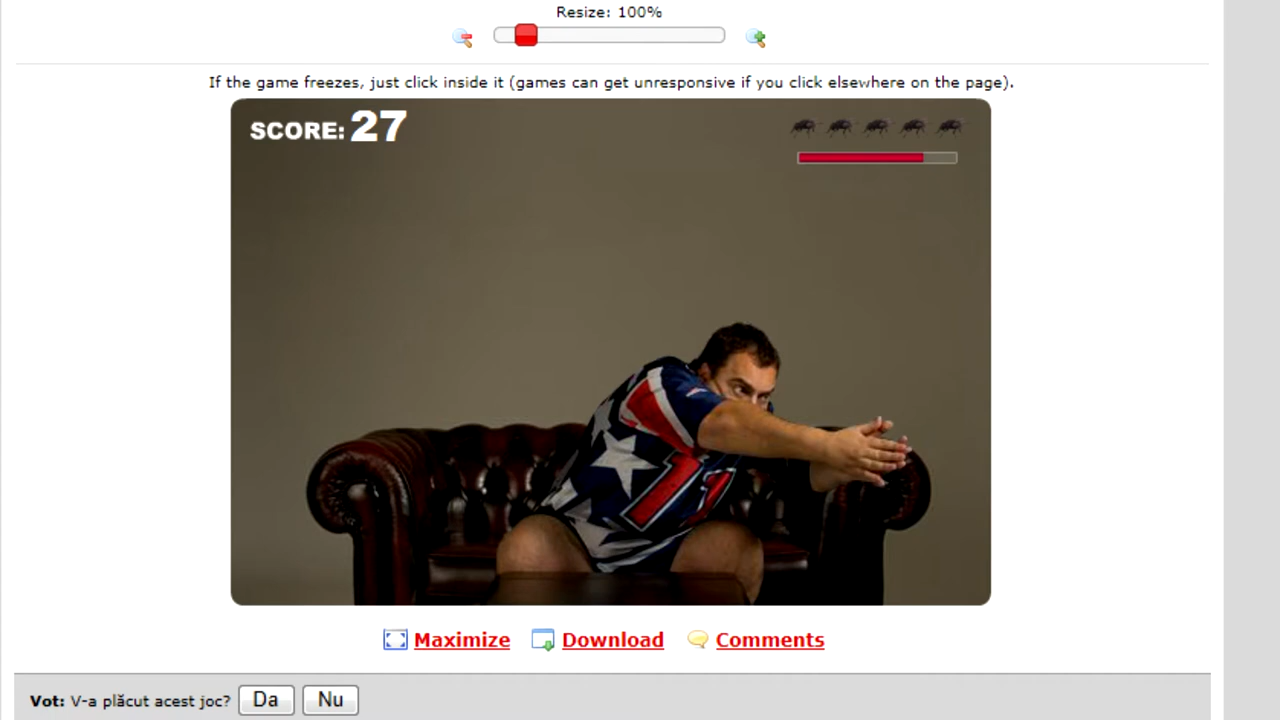 Resize: 100%
If the game freezes, just click inside it (games can get unresponsive if you click elsewhere on the page).
SCORE: 27
11
Maximize Download Comments
Vot: V-a plăcut acest joc? Da Nu